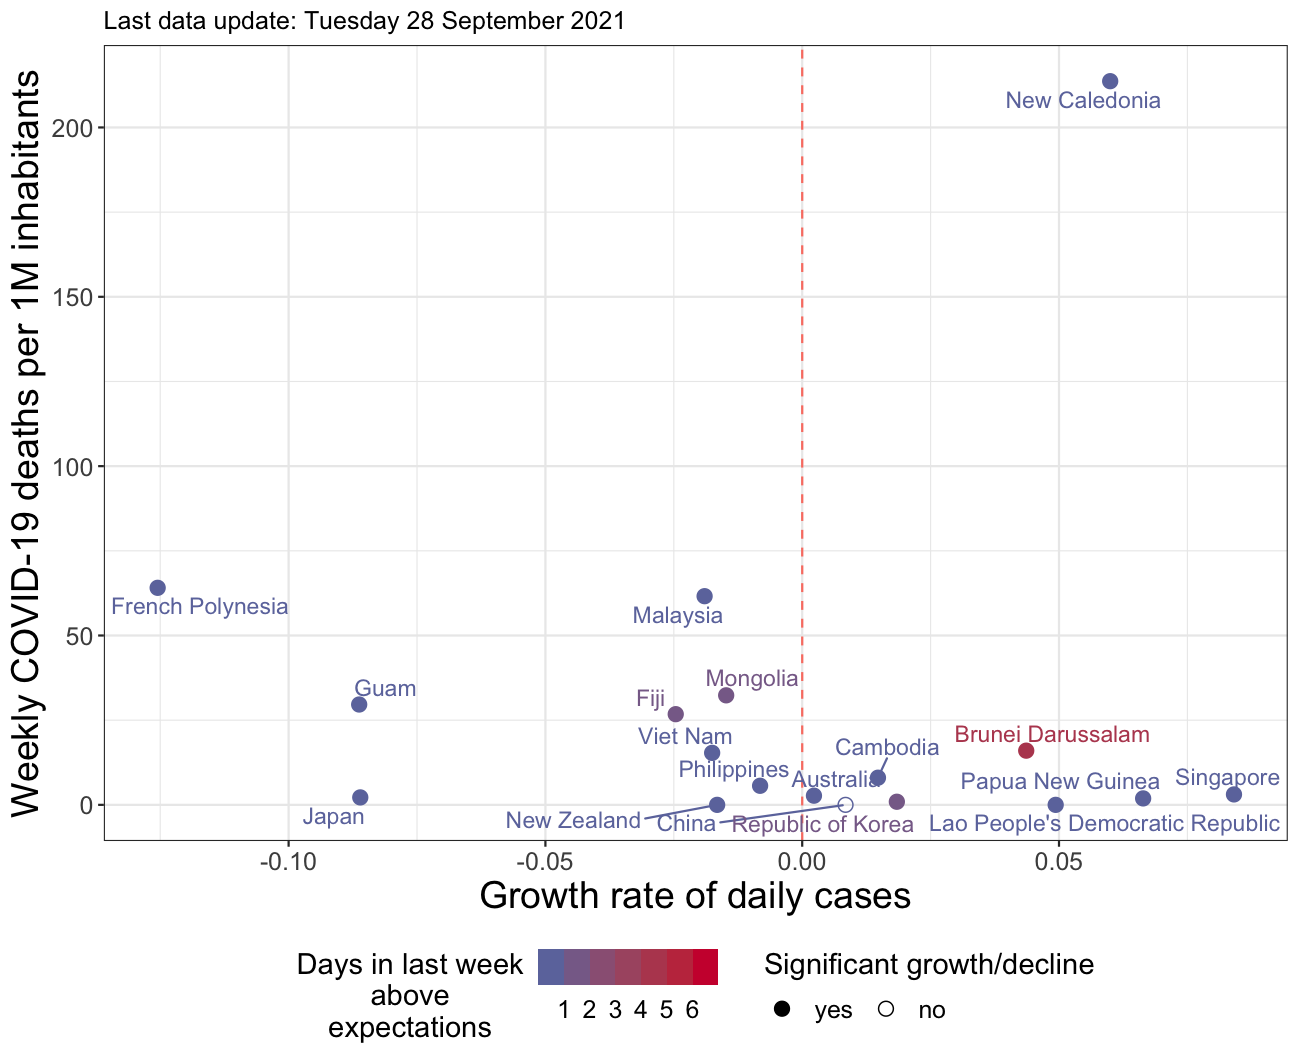 Last data update: Tuesday 28 September 2021
Weekly COVID-19 deaths per 1M inhabitants
200
150
100
50
0
New Caledonia
French Polynesia
Malaysia
Guam
Mongolia
Fiji
Viet Nam
Brunei Darussalam
Cambodia
Philippines
Australia
Papua New Guinea
Singapore
Japan
New Zealand
China
Republic of Korea
Lao People's Democratic Republic
-0.10
-0.05
0.00
0.05
Growth rate of daily cases
Days in last week
above
expectations
1 2 3 4 5 6
Significant growth/decline
yes
no